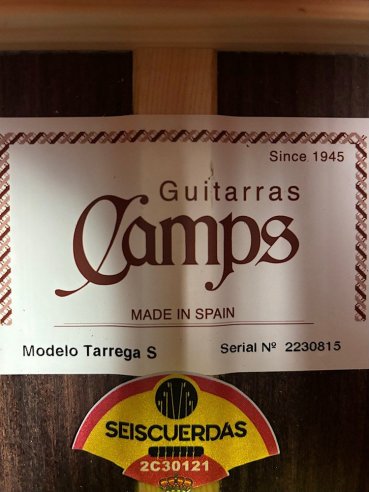 Since 1945
Guitarras
Camps
MADE IN SPAIN
Modelo Tarrega S Serial Nº 2230815
SEISCUERDAS
2C30121